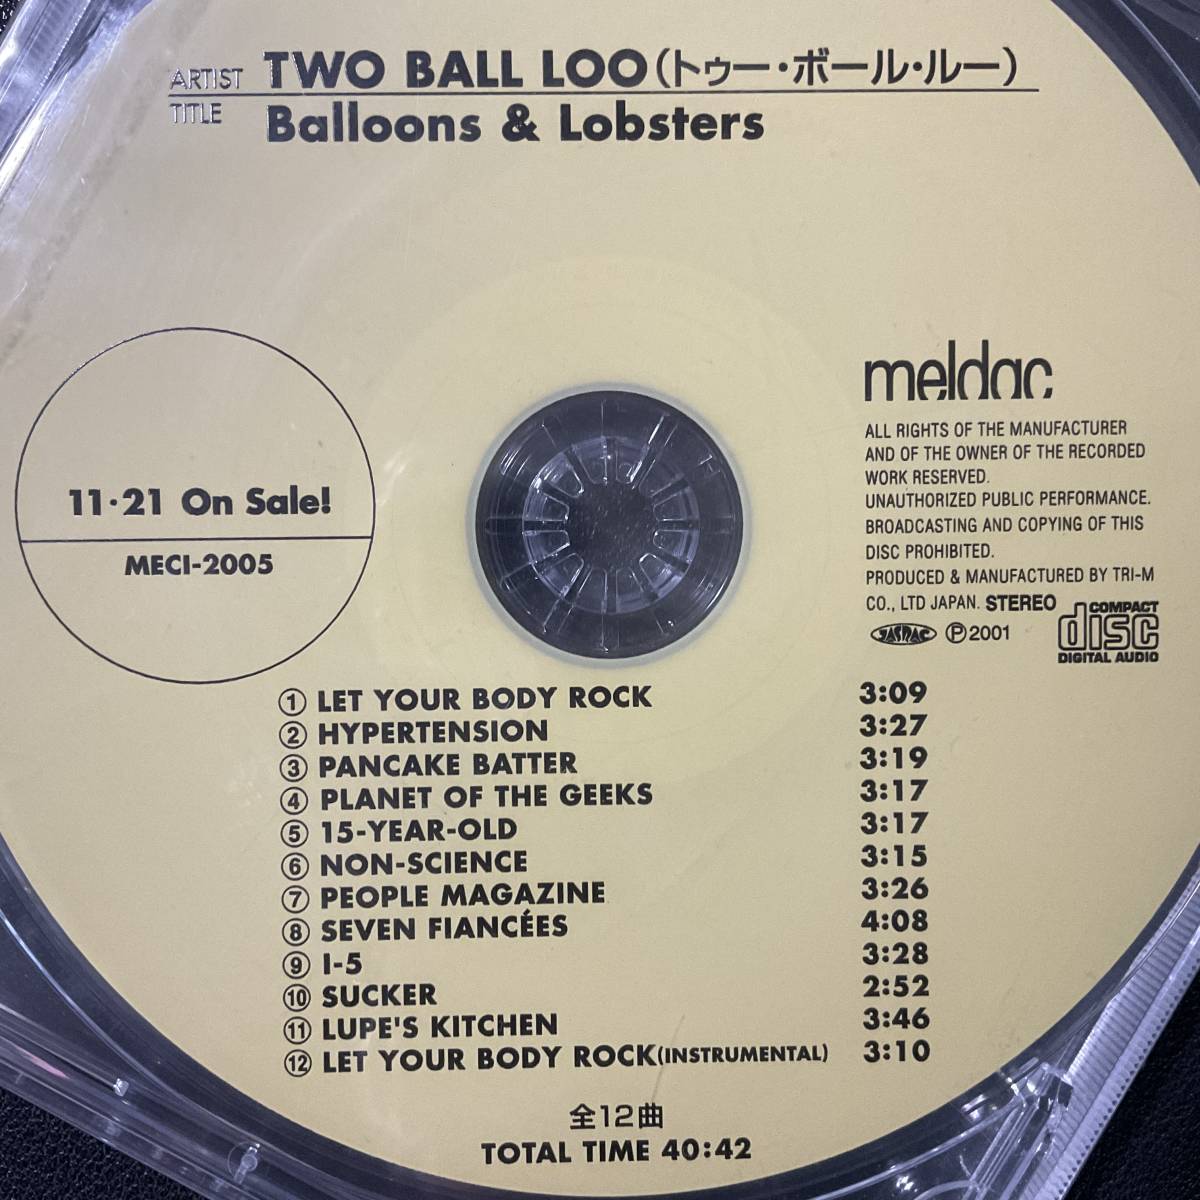 ARTIST TWO BALL LOO(トゥー・ボール・ルー)
TITLE Balloons & Lobsters
11・21 On Sale!
MECI-2005
meldac
ALL RIGHTS OF THE MANUFACTURER
AND OF THE OWNER OF THE RECORDED
WORK RESERVED.
UNAUTHORIZED PUBLIC PERFORMANCE.
BROADCASTING AND COPYING OF THIS
DISC PROHIBITED.
PRODUCED & MANUFACTURED BY TRI-M
CO., LTD JAPAN. STEREO
JASRAC Ⓟ2001
COMPACT
disc
DIGITAL AUDIO
① LET YOUR BODY ROCK 3:09
② HYPERTENSION 3:27
③ PANCAKE BATTER 3:19
④ PLANET OF THE GEEKS 3:17
⑤ 15-YEAR-OLD 3:17
⑥ NON-SCIENCE 3:15
⑦ PEOPLE MAGAZINE 3:26
⑧ SEVEN FIANCÉES 4:08
⑨ I-5 3:28
⑩ SUCKER 2:52
⑪ LUPE'S KITCHEN 3:46
⑫ LET YOUR BODY ROCK(INSTRUMENTAL) 3:10
全12曲
TOTAL TIME 40:42